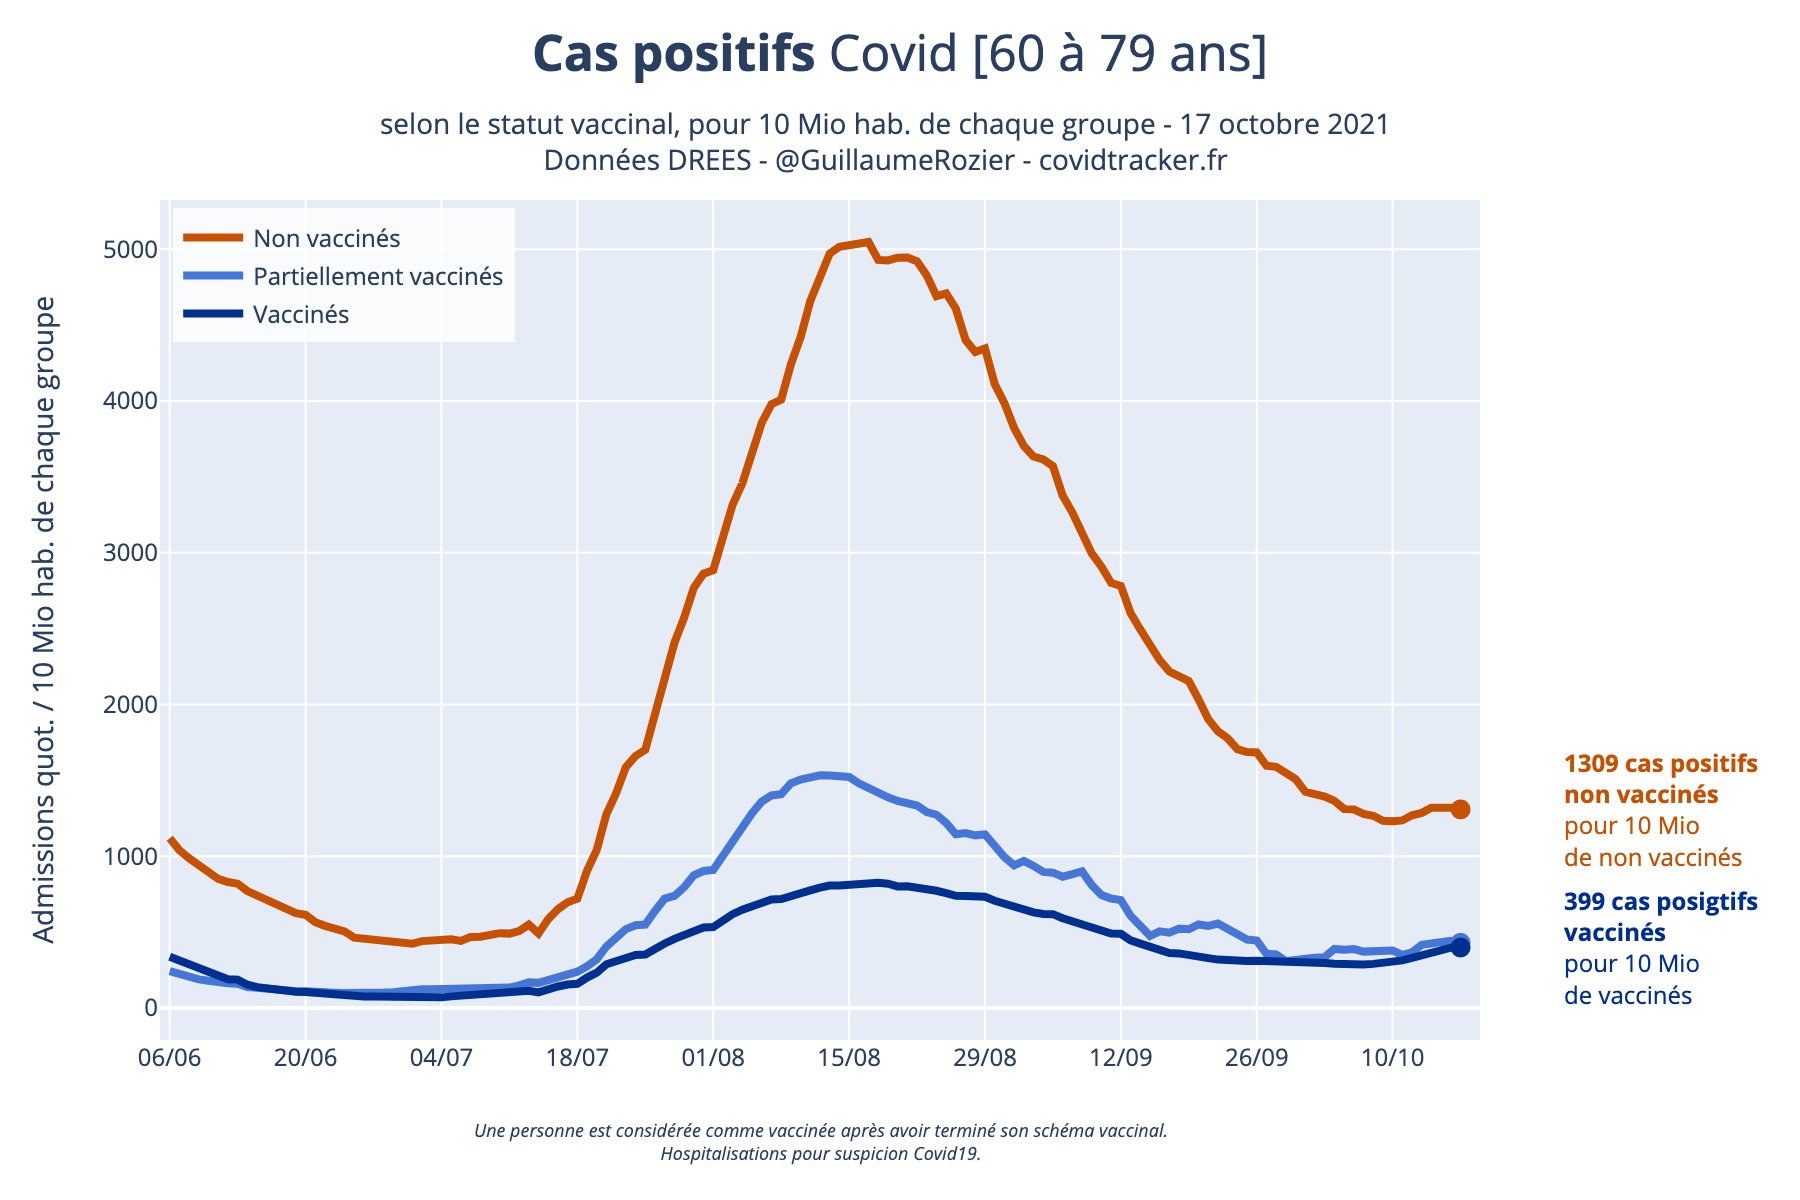 Cas positifs Covid [60 à 79 ans]
selon le statut vaccinal, pour 10 Mio hab. de chaque groupe - 17 octobre 2021
Données DREES - @GuillaumeRozier - covidtracker.fr
Non vaccinés
Partiellement vaccinés
Vaccinés
Admissions quot. / 10 Mio hab. de chaque groupe
5000
4000
3000
2000
1000
0
06/06
20/06
04/07
18/07
01/08
15/08
29/08
12/09
26/09
10/10
1309 cas positifs
non vaccinés
pour 10 Mio
de non vaccinés
399 cas posigtifs
vaccinés
pour 10 Mio
de vaccinés
Une personne est considérée comme vaccinée après avoir terminé son schéma vaccinal.
Hospitalisations pour suspicion Covid19.